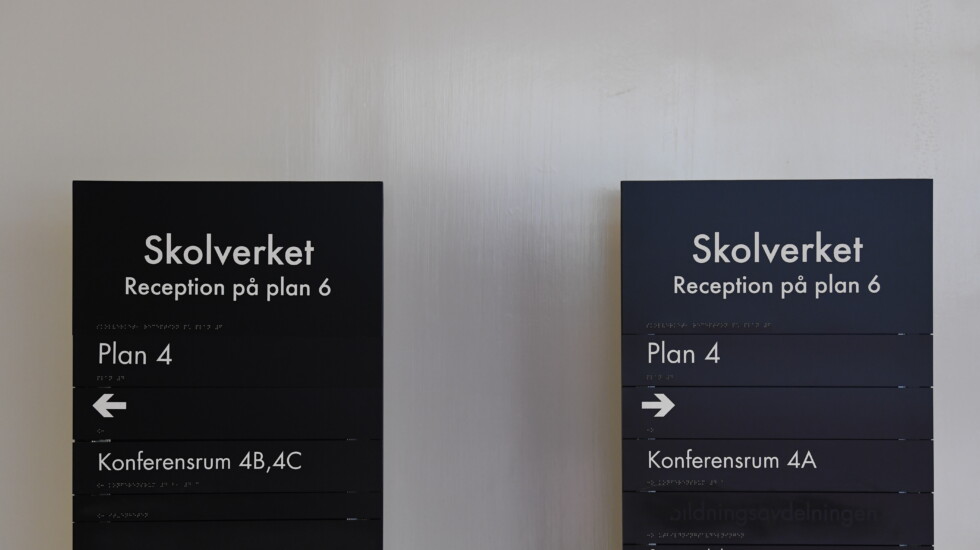 Skolverket
Reception på plan 6
Plan 4
←
Konferensrum 4B,4C
Skolverket
Reception på plan 6
Plan 4
→
Konferensrum 4A
bildningsavdelningen